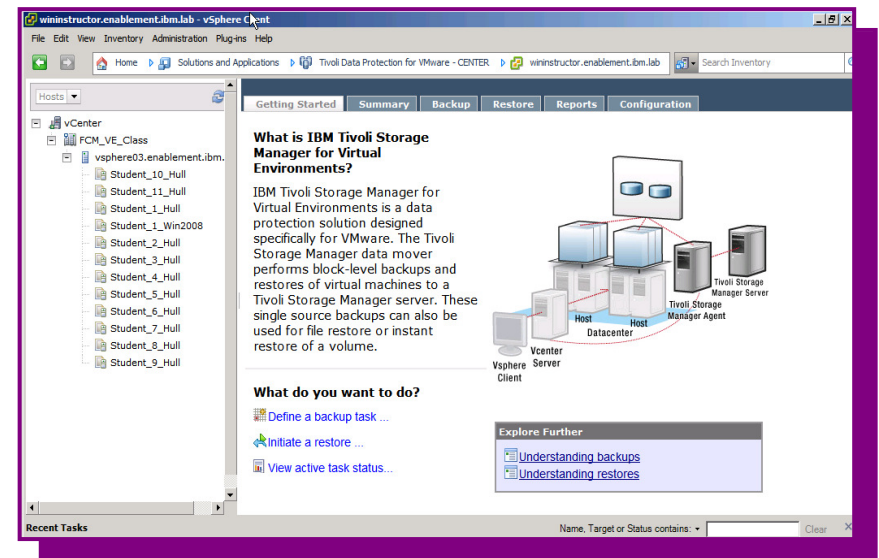 wininstructor.enablement.ibm.lab - vSphere Client
File Edit View Inventory Administration Plug-ins Help
Home Solutions and Applications Tivoli Data Protection for VMware - CENTER wininstructor.enablement.ibm.lab Search Inventory
Hosts
vCenter
FCM_VE_Class
vsphere03.enablement.ibm.
Student_10_Hull
Student_11_Hull
Student_1_Hull
Student_1_Win2008
Student_2_Hull
Student_3_Hull
Student_4_Hull
Student_5_Hull
Student_6_Hull
Student_7_Hull
Student_8_Hull
Student_9_Hull
Getting Started Summary Backup Restore Reports Configuration
What is IBM Tivoli Storage
Manager for Virtual
Environments?
IBM Tivoli Storage Manager for
Virtual Environments is a data
protection solution designed
specifically for VMware. The Tivoli
Storage Manager data mover
performs block-level backups and
restores of virtual machines to a
Tivoli Storage Manager server. These
single source backups can also be
used for file restore or instant
restore of a volume.
What do you want to do?
Define a backup task ...
Initiate a restore ...
View active task status...
Tivoli Storage
Manager Server
Tivoli Storage
Manager Agent
Host
Host
Datacenter
Vcenter
Server
Vsphere
Client
Explore Further
Understanding backups
Understanding restores
Recent Tasks
Name, Target or Status contains:
Clear